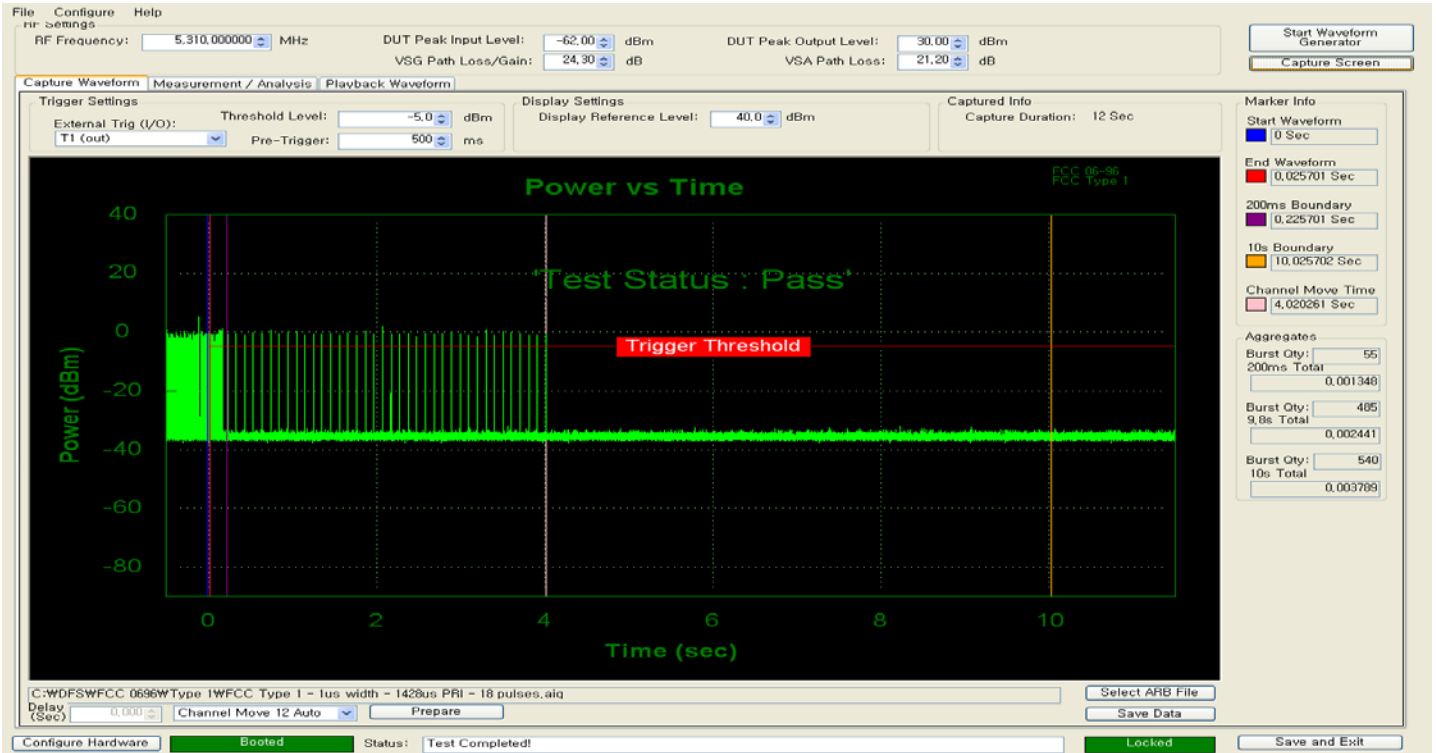 File Configure Help
RF Settings
RF Frequency: 5,310,000000 MHz DUT Peak Input Level: -62,00 dBm DUT Peak Output Level: 30,00 dBm
VSG Path Loss/Gain: 24,30 dB VSA Path Loss: 21,20 dB
Start Waveform
Generator
Capture Screen
Capture Waveform Measurement / Analysis Playback Waveform
Trigger Settings
External Trig (I/O):
T1 (out)
Threshold Level: -5,0 dBm
Pre-Trigger: 500 ms
Display Settings
Display Reference Level: 40,0 dBm
Captured Info
Capture Duration: 12 Sec
Marker Info
Start Waveform
0 Sec
End Waveform
0,025701 Sec
200ms Boundary
0,225701 Sec
10s Boundary
10,025702 Sec
Channel Move Time
4,020261 Sec
Aggregates
Burst Qty: 55
200ms Total
0,001348
Burst Qty: 485
9,8s Total
0,002441
Burst Qty: 540
10s Total
0,003789
FCC 06-96
FCC Type 1
Power vs Time
'Test Status : Pass'
Trigger Threshold
Power (dBm)
40
20
0
-20
-40
-60
-80
0 2 4 6 8 10
Time (sec)
C:₩DFS₩FCC 0696₩Type 1₩FCC Type 1 - 1us width - 1428us PRI - 18 pulses,aiq
Select ARB File
Delay
(Sec) 0,000 Channel Move 12 Auto Prepare
Save Data
Configure Hardware Booted Status: Test Completed! Locked Save and Exit